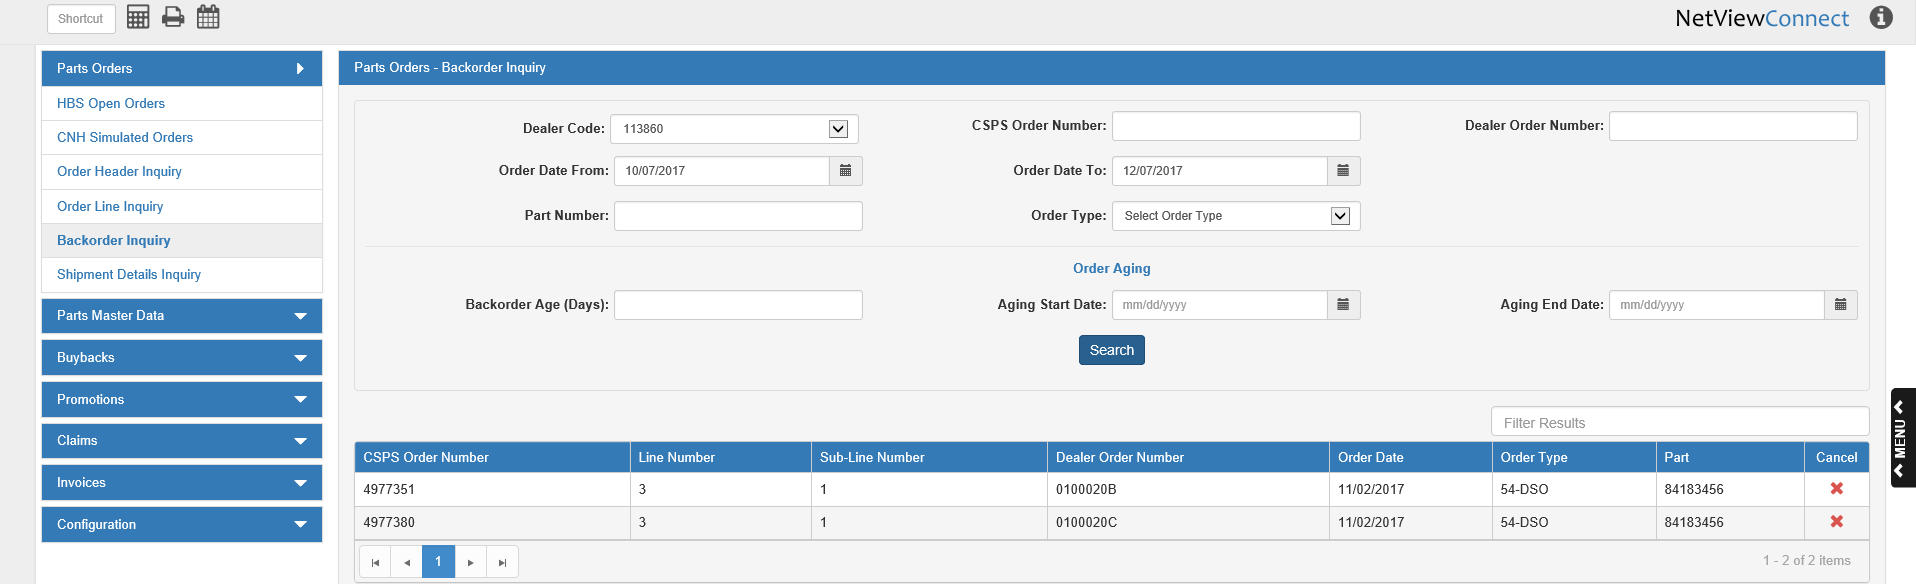 Shortcut
NetViewConnect
Parts Orders
HBS Open Orders
CNH Simulated Orders
Order Header Inquiry
Order Line Inquiry
Backorder Inquiry
Shipment Details Inquiry
Parts Master Data
Buybacks
Promotions
Claims
Invoices
Configuration
Parts Orders - Backorder Inquiry
Dealer Code: 113860 CSPS Order Number: Dealer Order Number:
Order Date From: 10/07/2017 Order Date To: 12/07/2017
Part Number: Order Type: Select Order Type
Order Aging
Backorder Age (Days): Aging Start Date: mm/dd/yyyy Aging End Date: mm/dd/yyyy
Search
Filter Results
CSPS Order Number Line Number Sub-Line Number Dealer Order Number Order Date Order Type Part Cancel
4977351 3 1 0100020B 11/02/2017 54-DSO 84183456
4977380 3 1 0100020C 11/02/2017 54-DSO 84183456
1
1 - 2 of 2 items
MENU